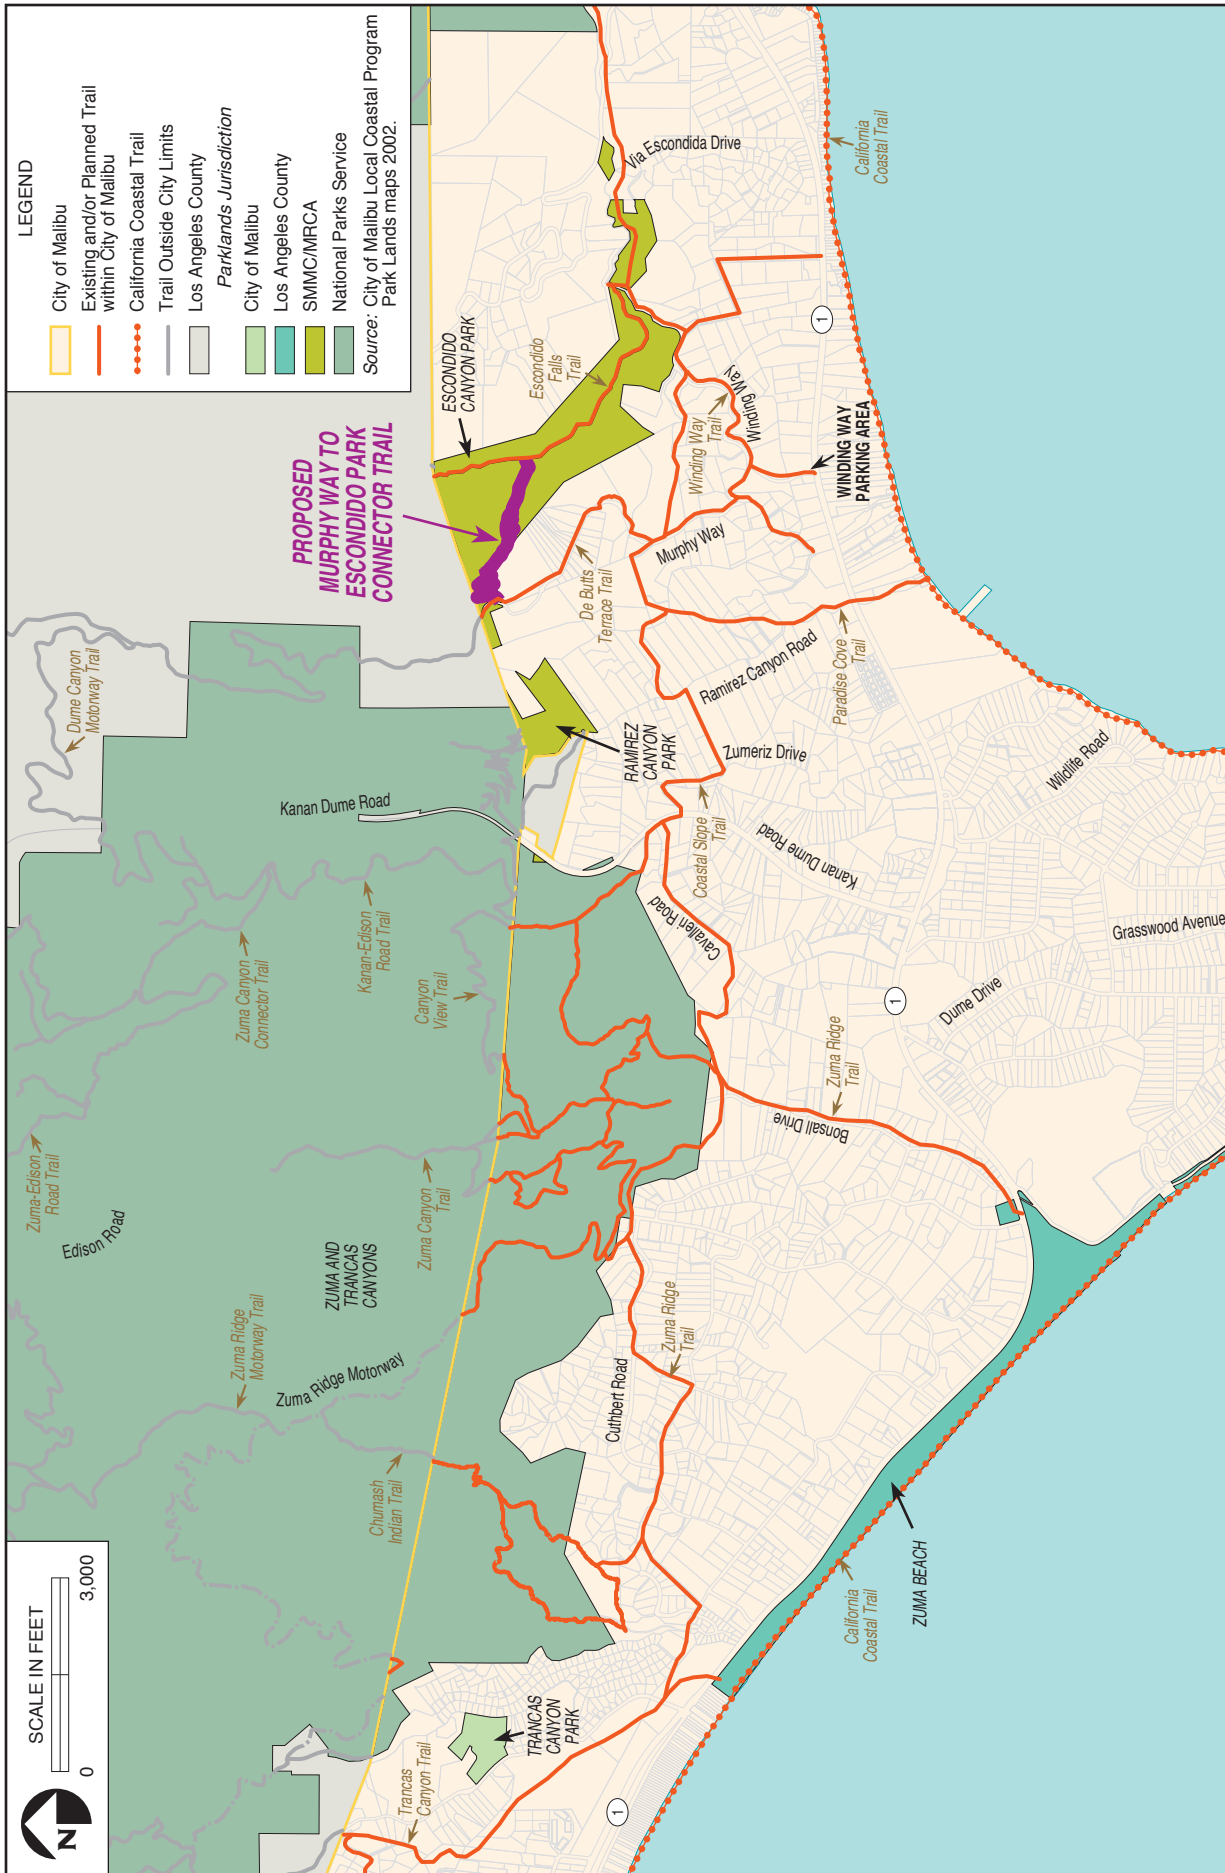 SCALE IN FEET
0
3,000
N
LEGEND
City of Malibu
Existing and/or Planned Trail
within City of Malibu
California Coastal Trail
Trail Outside City Limits
Los Angeles County
Parklands Jurisdiction
City of Malibu
Los Angeles County
SMMC/MRCA
National Parks Service
Source: City of Malibu Local Coastal Program
Park Lands maps 2002.
Zuma-Edison
Road Trail
Edison Road
Dume Canyon
Motorway Trail
Zuma Ridge
Motorway Trail
Zuma Canyon
Connector Trail
Kanan Dume Road
PROPOSED
MURPHY WAY TO
ESCONDIDO PARK
CONNECTOR TRAIL
Zuma Ridge Motorway
ZUMA AND
TRANCAS
CANYONS
Kanan-Edison
Road Trail
Chumash
Indian Trail
Zuma Canyon
Trail
Canyon
View Trail
ESCONDIDO
CANYON PARK
Trancas
Canyon Trail
TRANCAS
CANYON
PARK
Escondido
Falls
Trail
Cuthbert Road
De Butts
Terrace Trail
Via Escondida Drive
RAMIREZ
CANYON
PARK
Zuma Ridge
Trail
Cavalleri Road
Coastal Slope
Trail
Murphy Way
Winding Way
Trail
Winding Way
Ramirez Canyon Road
Zumeriz Drive
Kanan Dume Road
Bonsall Drive
Zuma Ridge
Trail
Paradise Cove
Trail
WINDING WAY
PARKING AREA
California
Coastal Trail
1
1
1
California
Coastal Trail
ZUMA BEACH
Dume Drive
Wildlife Road
Grasswood Avenue